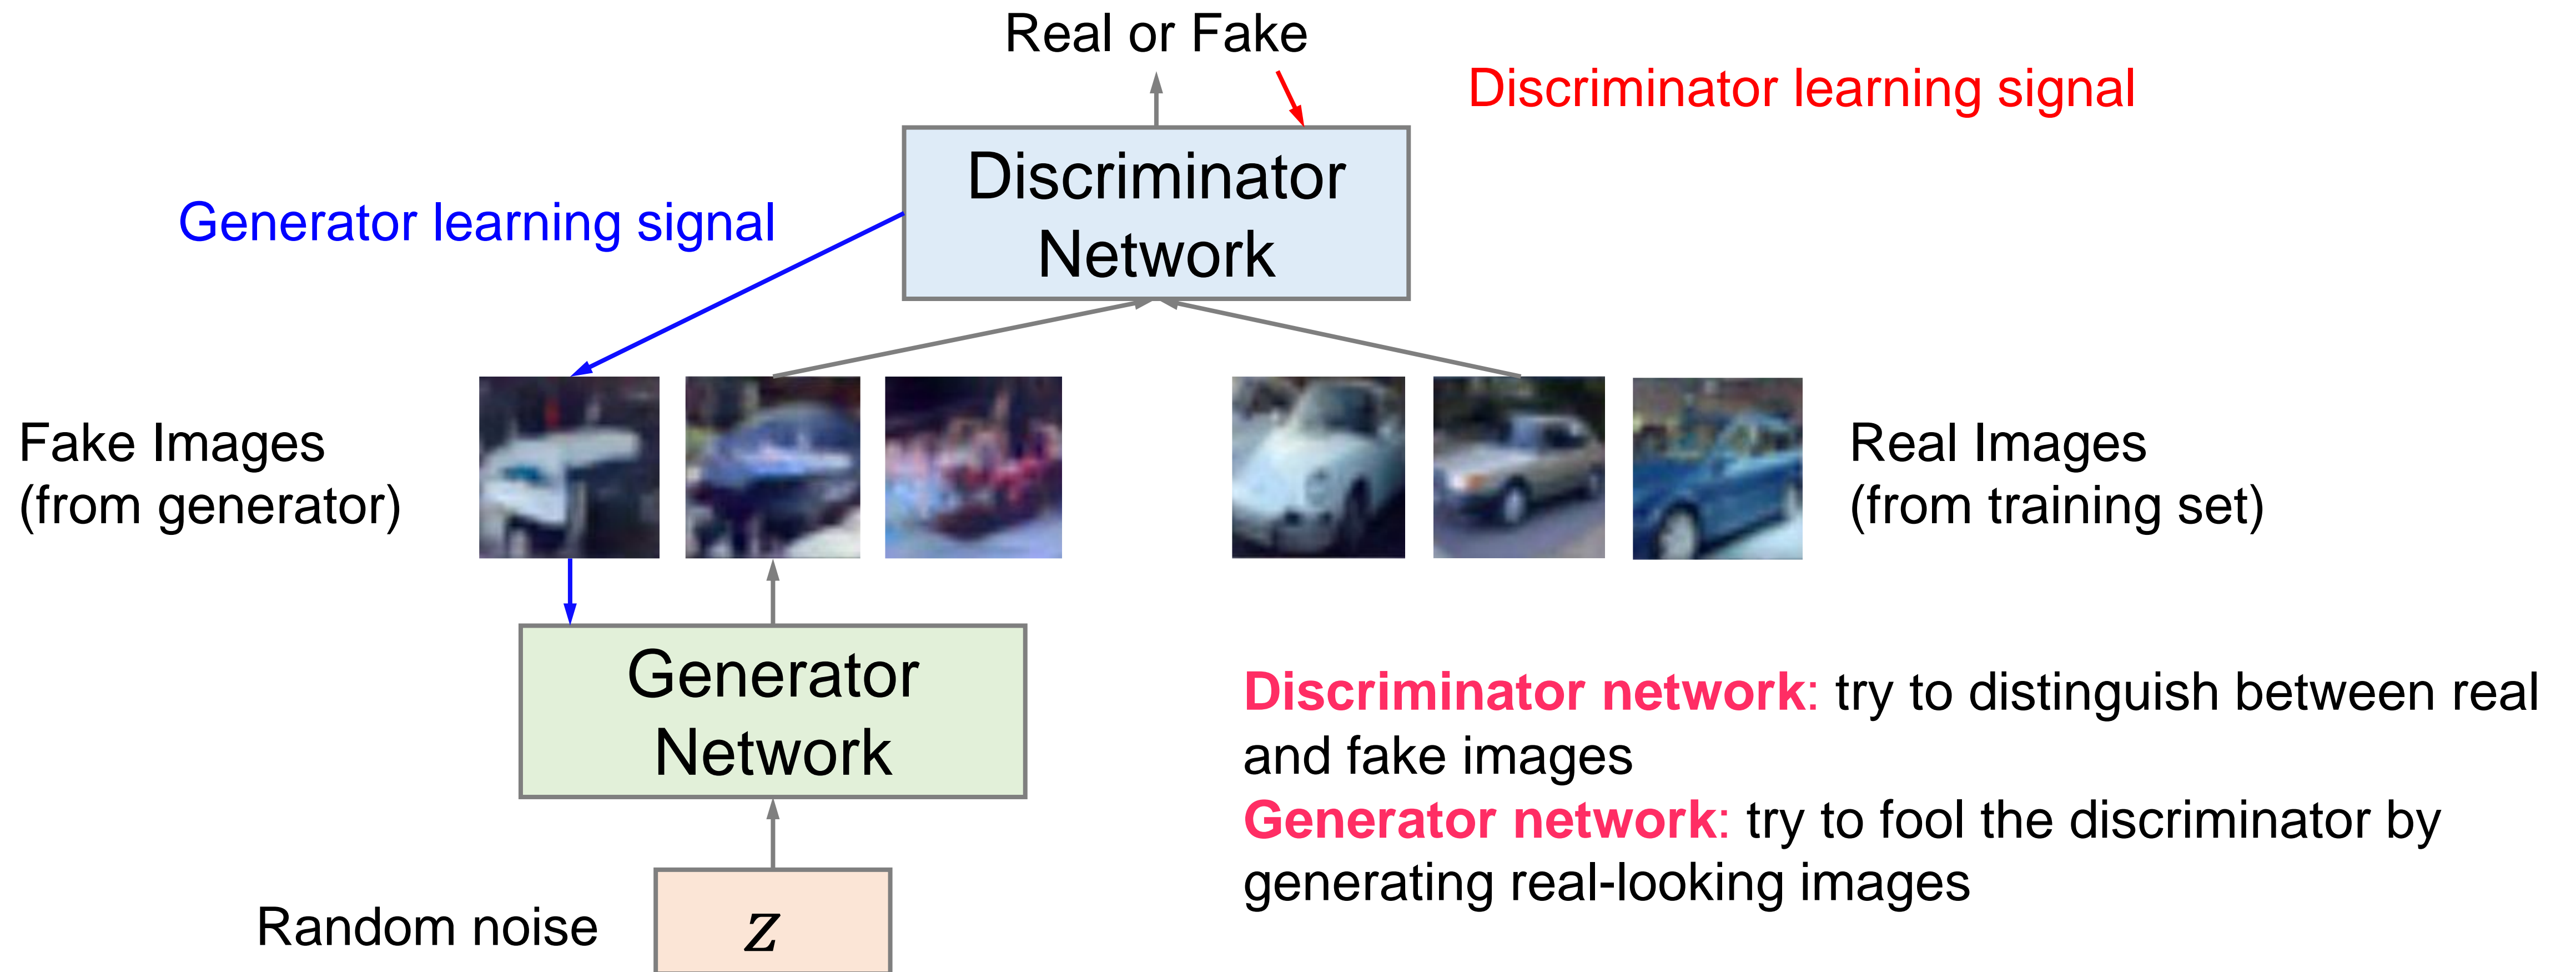 Real or Fake
Discriminator learning signal
Discriminator
Network
Generator learning signal
Fake Images
(from generator)
Real Images
(from training set)
Generator
Network
Discriminator network: try to distinguish between real
and fake images
Generator network: try to fool the discriminator by
generating real-looking images
Random noise
z